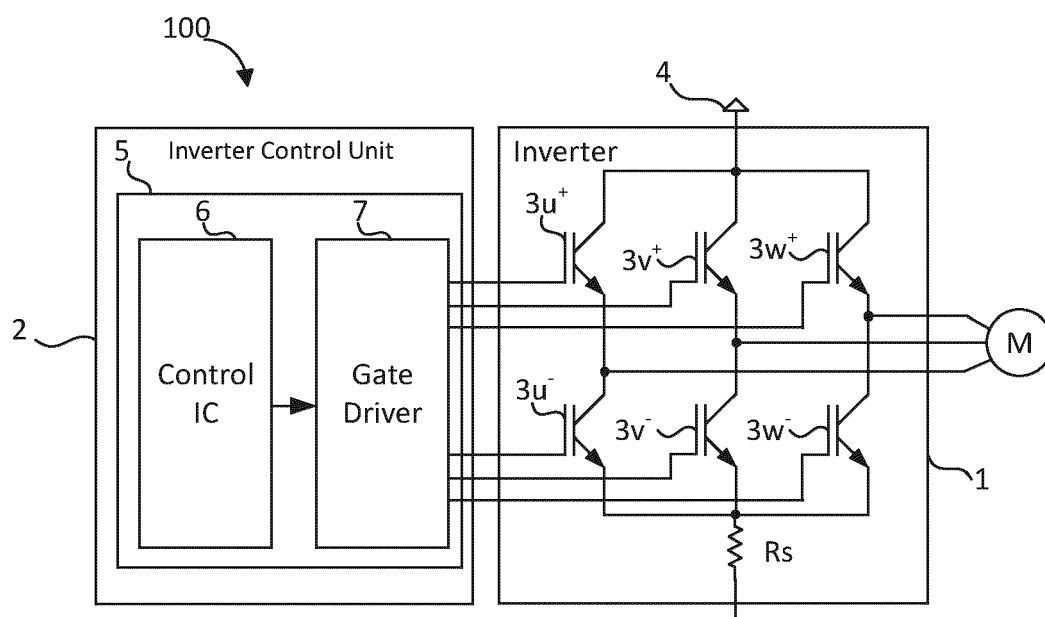 100
4
Inverter Control Unit
Inverter
5
6
7
3u⁺
3v⁺
3w⁺
2
Control
IC
Gate
Driver
M
3u⁻
3v⁻
3w⁻
1
Rs